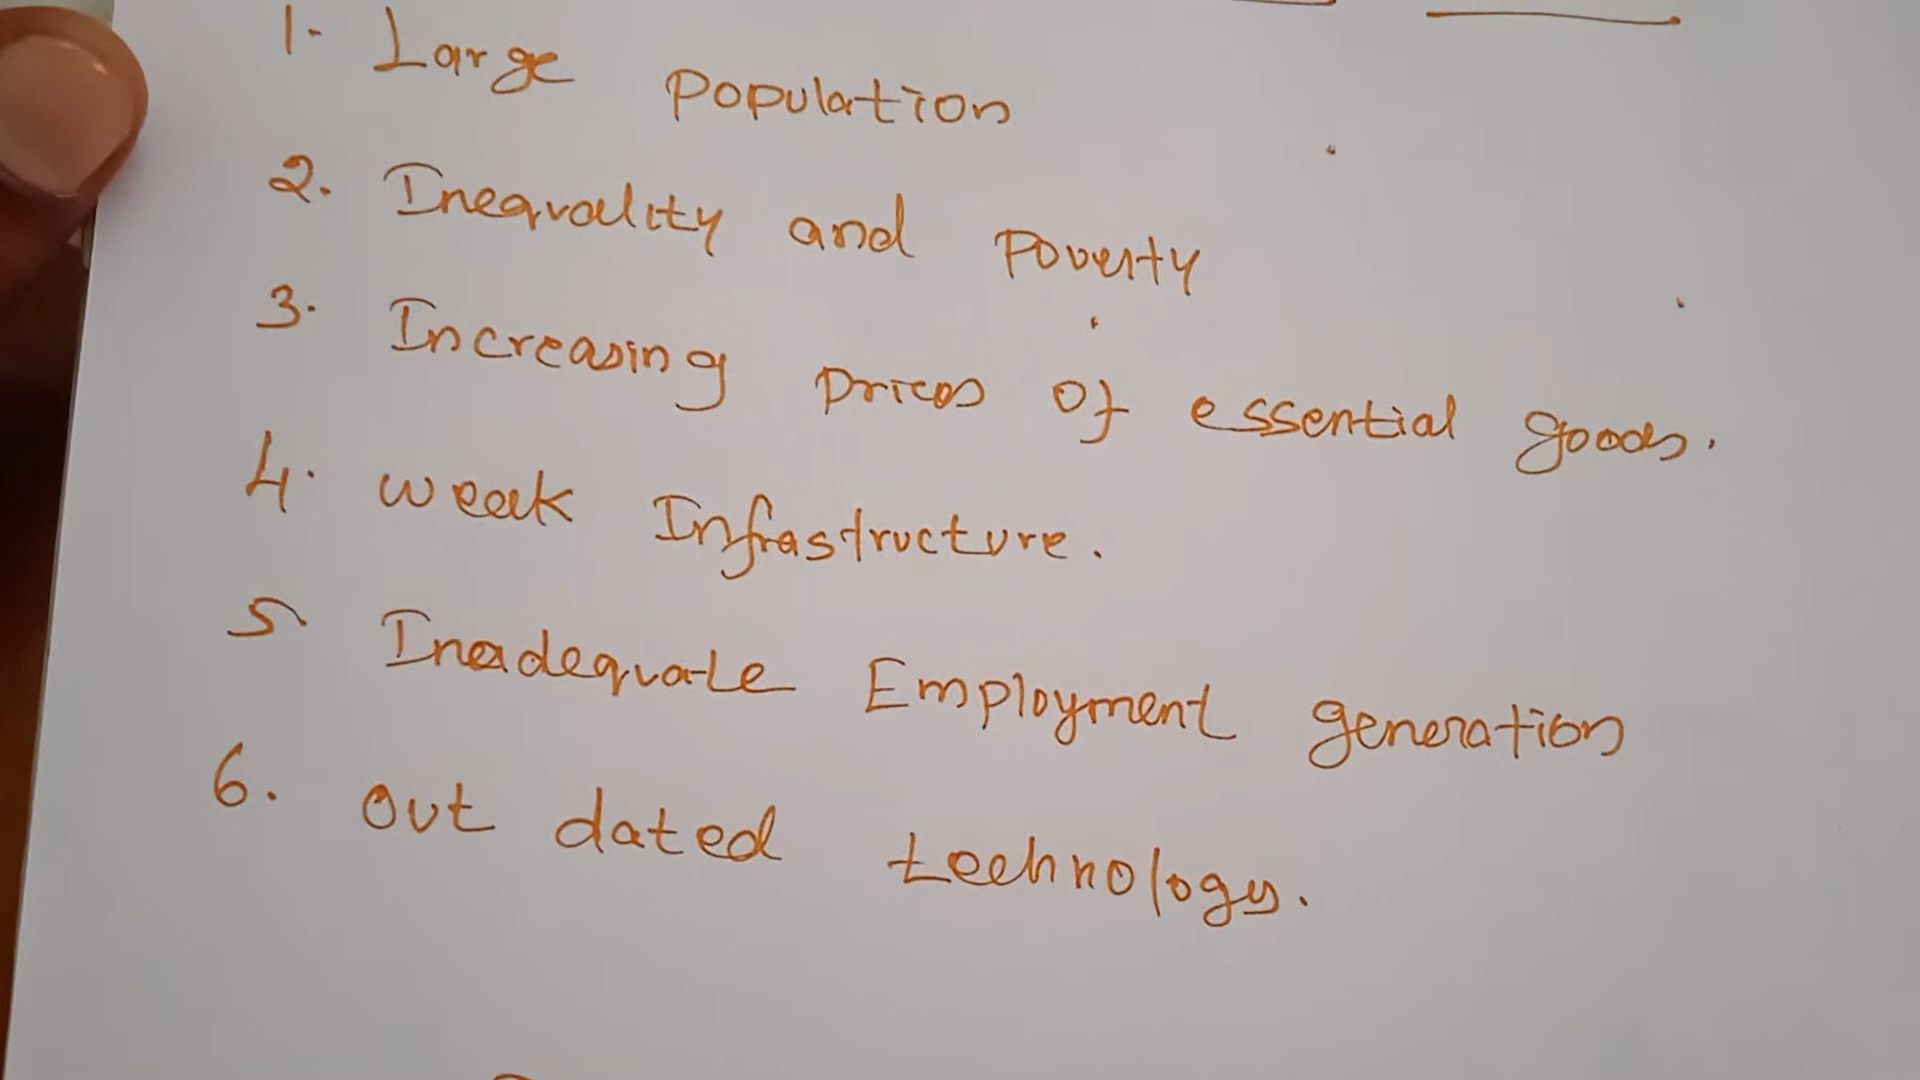 1. Large population
2. Inequality and Poverty
3. Increasing prices of essential goods.
4. weak Infrastructure.
5. Inadequate Employment generation
6. out dated technology.